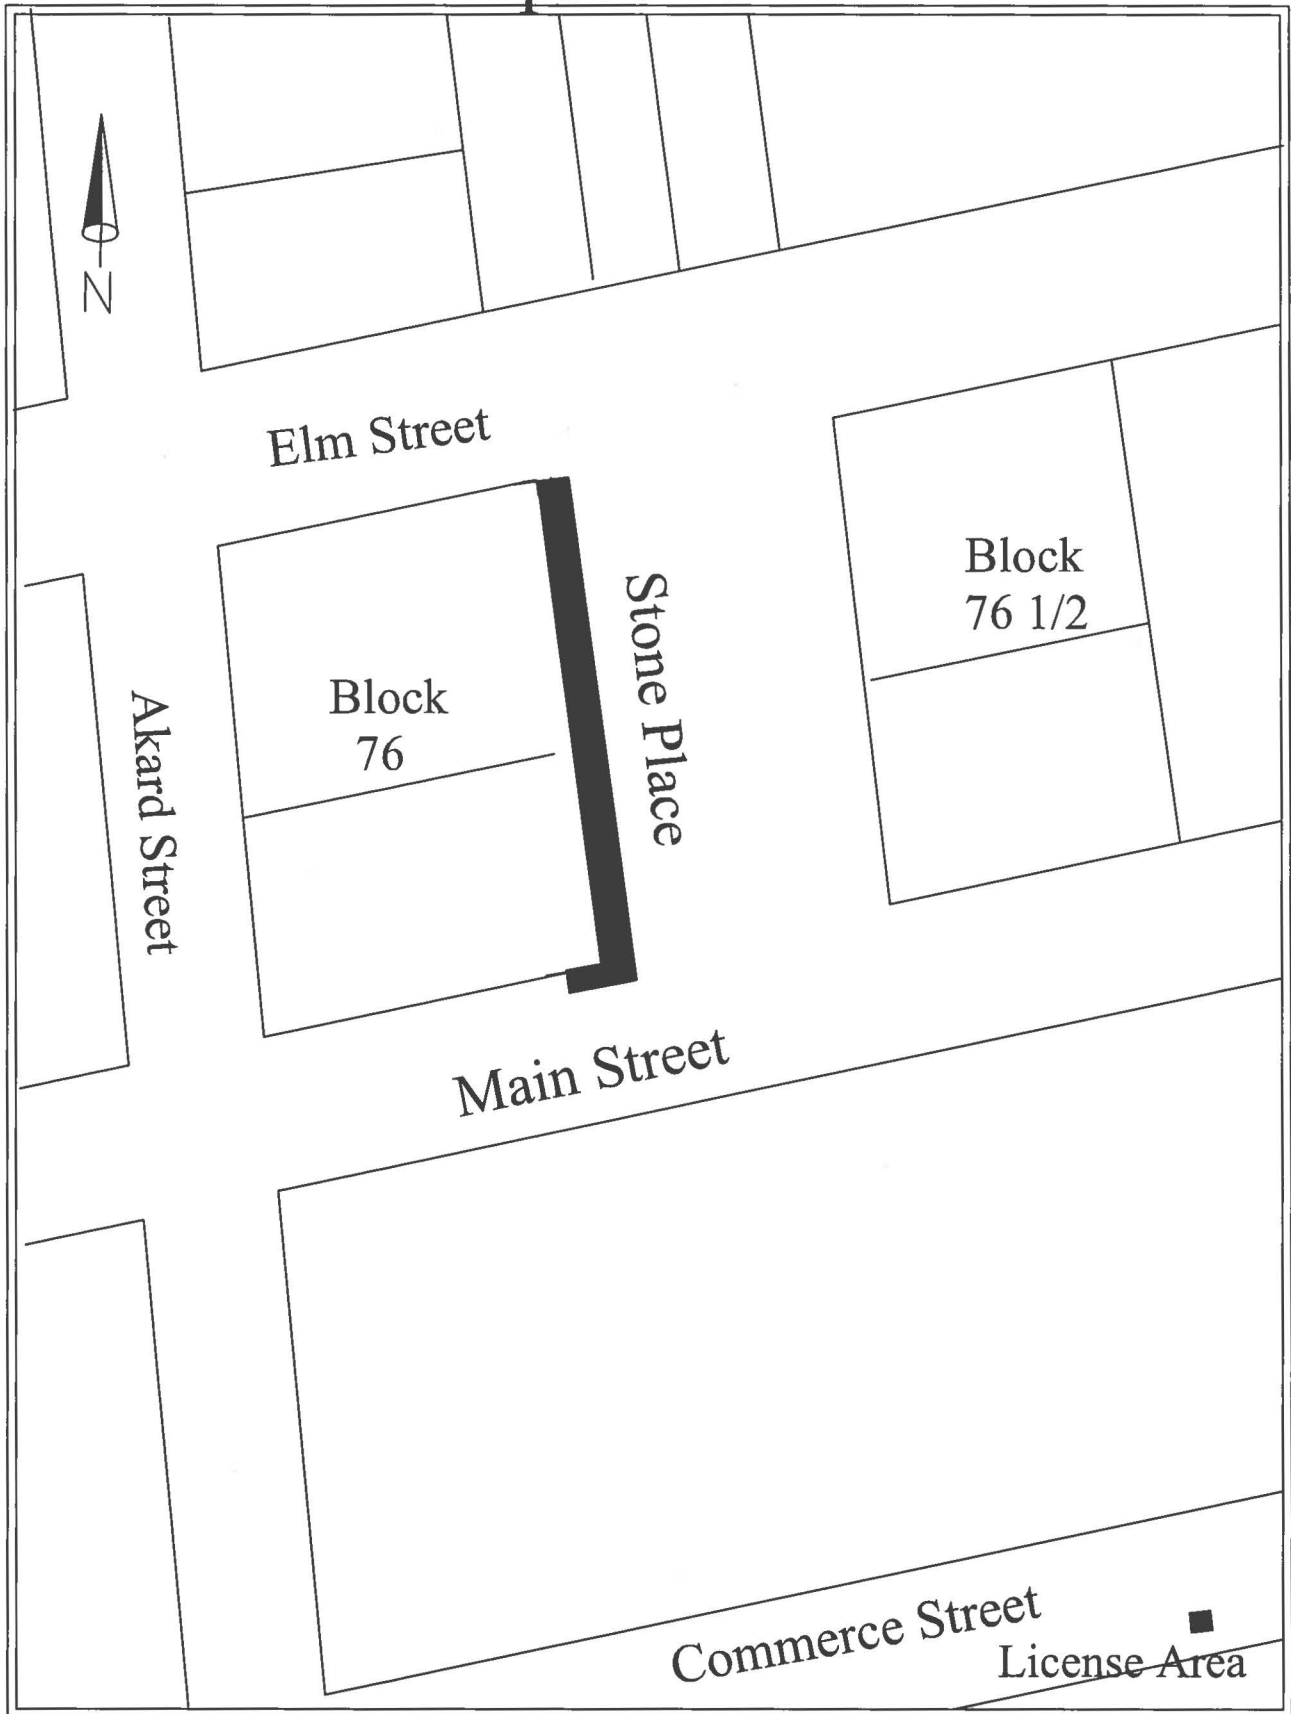 N
Elm Street
Block
76 1/2
Stone Place
Block
76
Akard Street
Main Street
Commerce Street
License Area